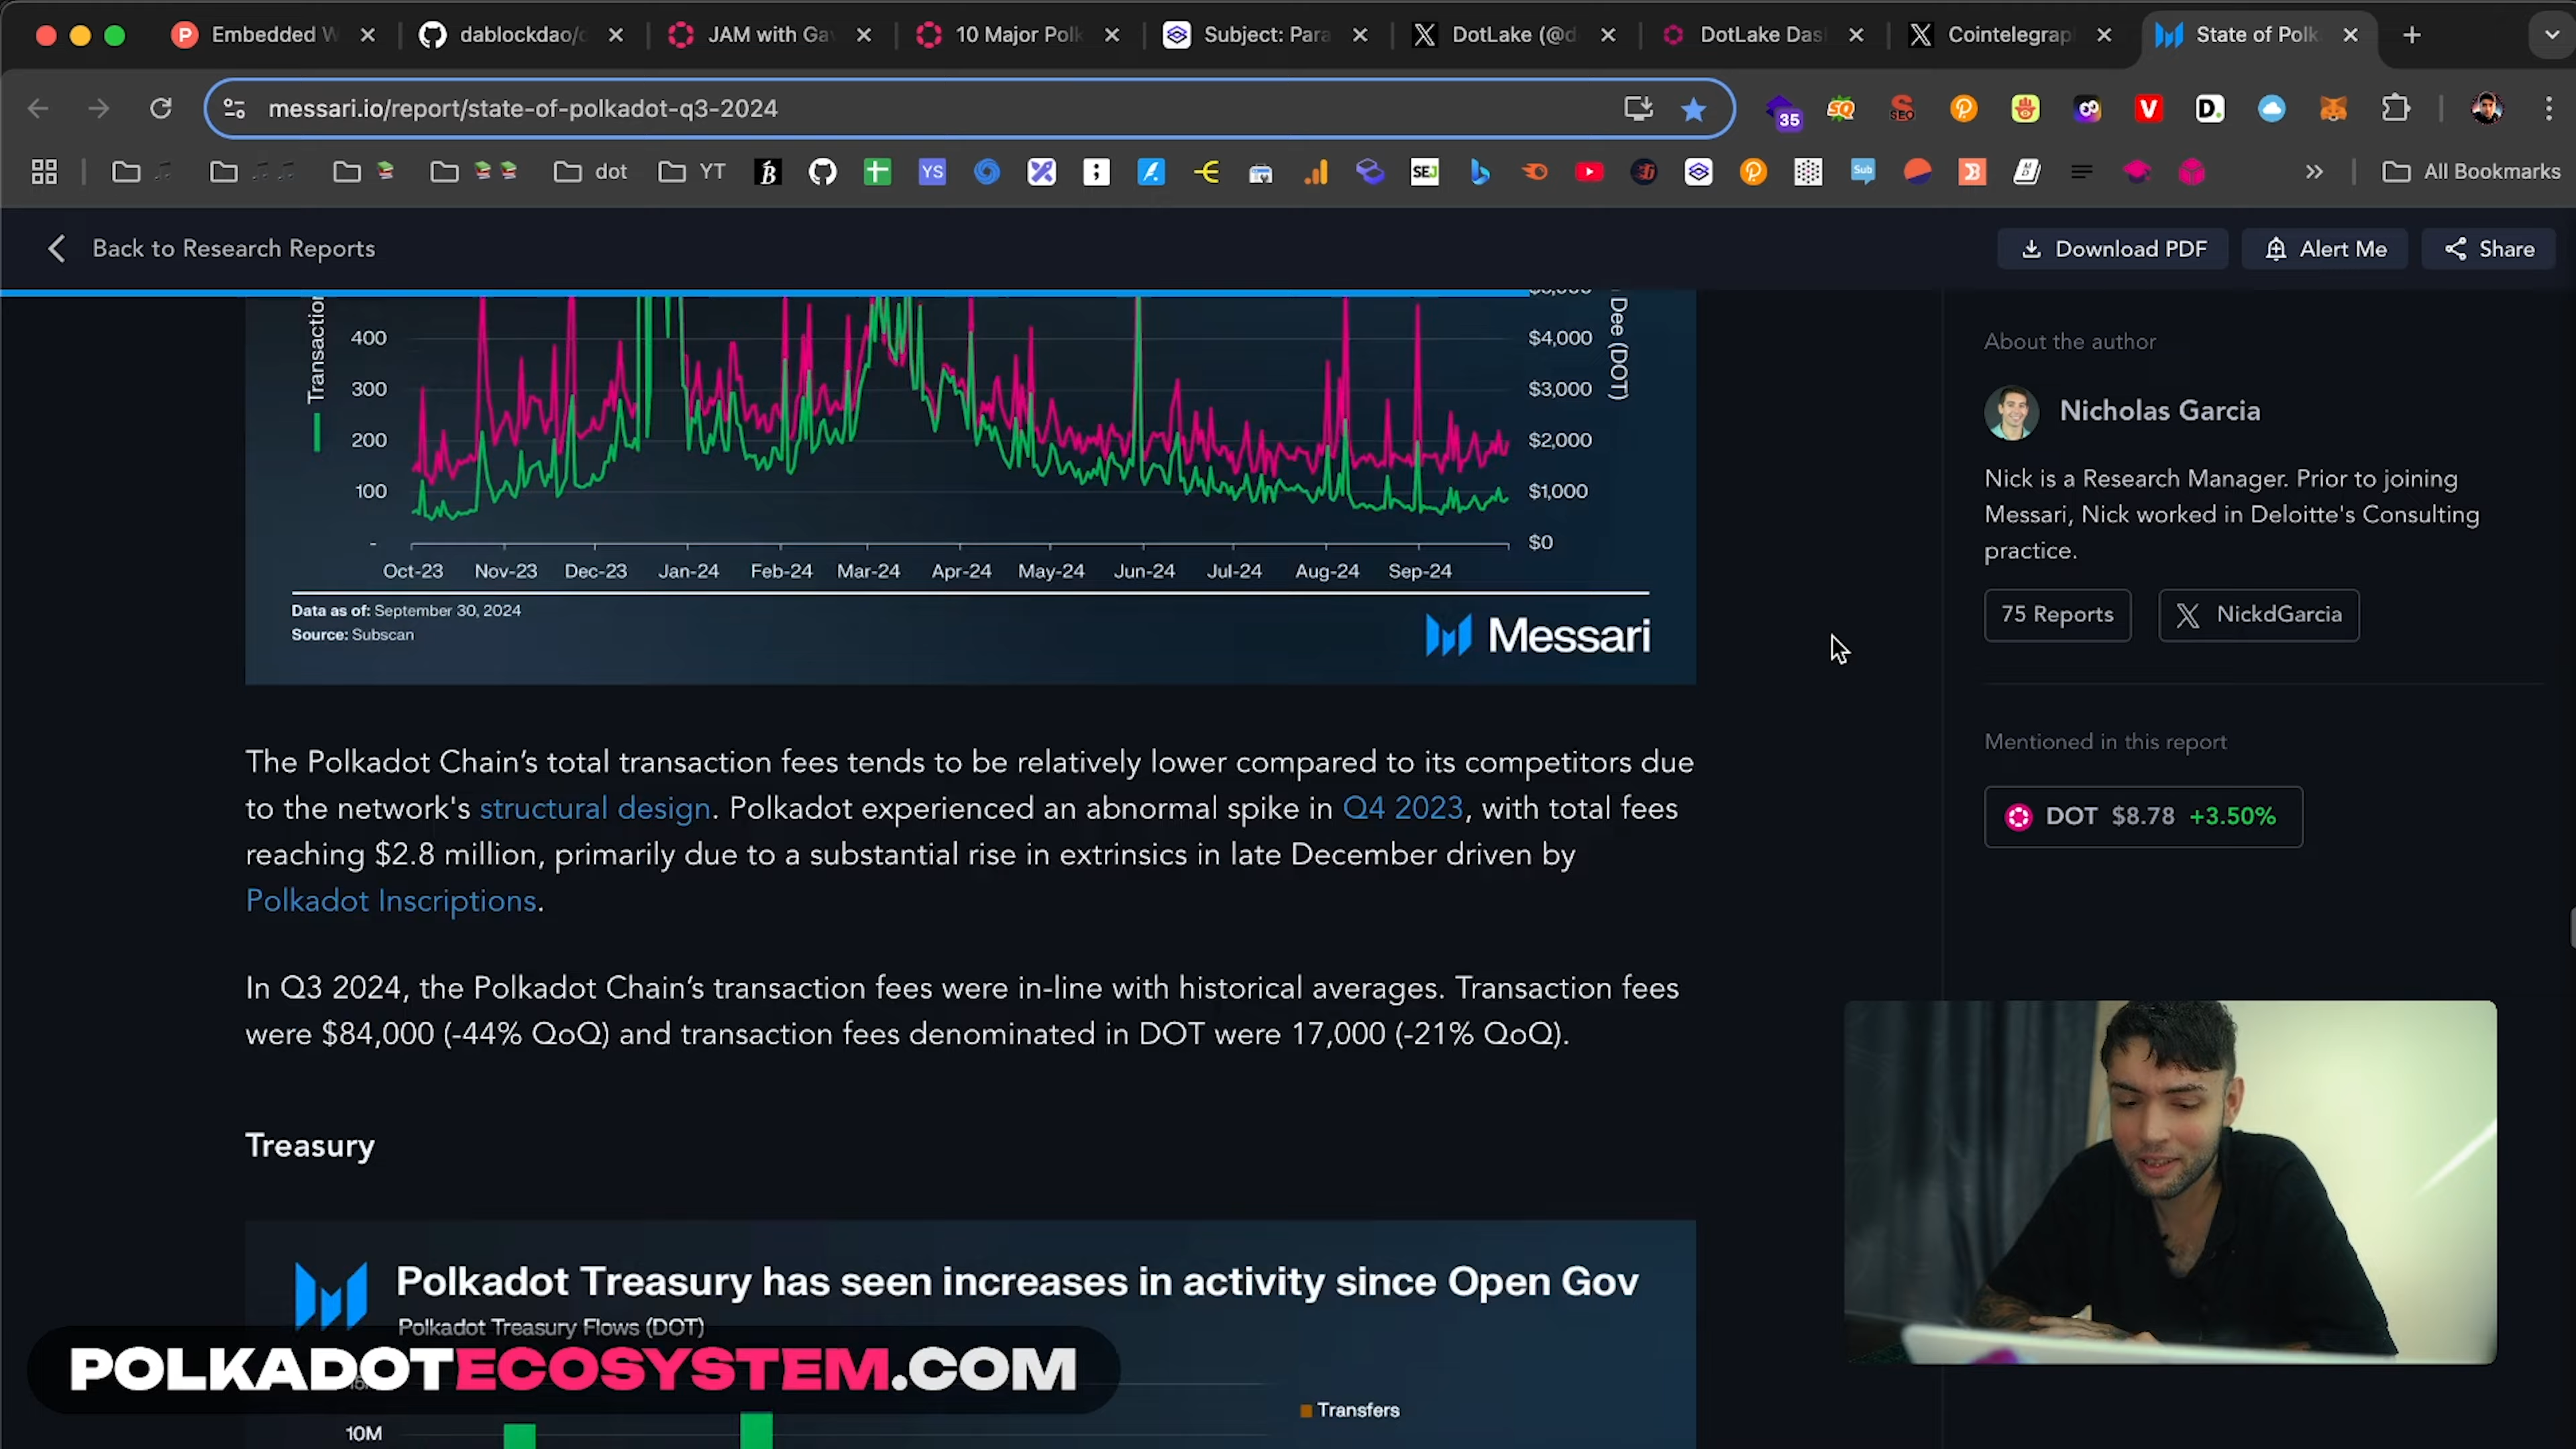 Embedded W
dablockdao/
JAM with Ga
10 Major Polk
Subject: Para
DotLake (@d
DotLake Das
Cointelegrap
State of Polk
messari.io/report/state-of-polkadot-q3-2024
35
SQ
SEO
V
D.
dot
YT
YS
SEJ
Sub
All Bookmarks
Back to Research Reports
Download PDF
Alert Me
Share
Transaction
400
300
200
100
-
$4,000
$3,000
$2,000
$1,000
$0
Dee (DOT)
Oct-23 Nov-23 Dec-23 Jan-24 Feb-24 Mar-24 Apr-24 May-24 Jun-24 Jul-24 Aug-24 Sep-24
Data as of: September 30, 2024
Source: Subscan
Messari
The Polkadot Chain’s total transaction fees tends to be relatively lower compared to its competitors due
to the network's structural design. Polkadot experienced an abnormal spike in Q4 2023, with total fees
reaching $2.8 million, primarily due to a substantial rise in extrinsics in late December driven by
Polkadot Inscriptions.
In Q3 2024, the Polkadot Chain’s transaction fees were in-line with historical averages. Transaction fees
were $84,000 (-44% QoQ) and transaction fees denominated in DOT were 17,000 (-21% QoQ).
Treasury
Polkadot Treasury has seen increases in activity since Open Gov
Polkadot Treasury Flows (DOT)
Transfers
10M
POLKADOTECOSYSTEM.COM
About the author
Nicholas Garcia
Nick is a Research Manager. Prior to joining
Messari, Nick worked in Deloitte's Consulting
practice.
75 Reports
NickdGarcia
Mentioned in this report
DOT $8.78 +3.50%